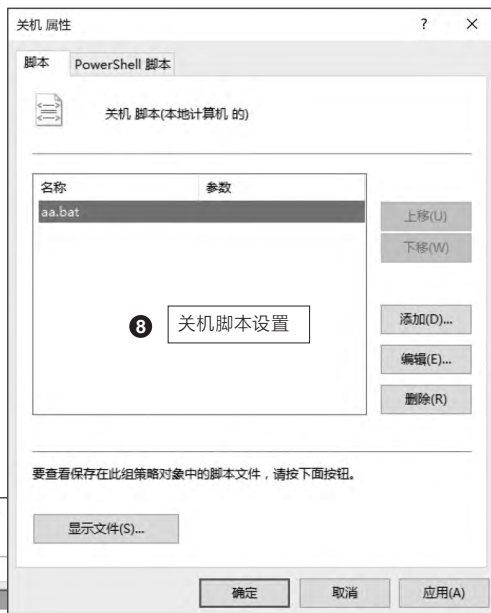 关机 属性 ? ×
脚本 PowerShell 脚本
关机 脚本(本地计算机 的)
名称 参数
aa.bat
上移(U)
下移(W)
8 关机脚本设置
添加(D)...
编辑(E)...
删除(R)
要查看保存在此组策略对象中的脚本文件，请按下面按钮。
显示文件(S)...
确定 取消 应用(A)